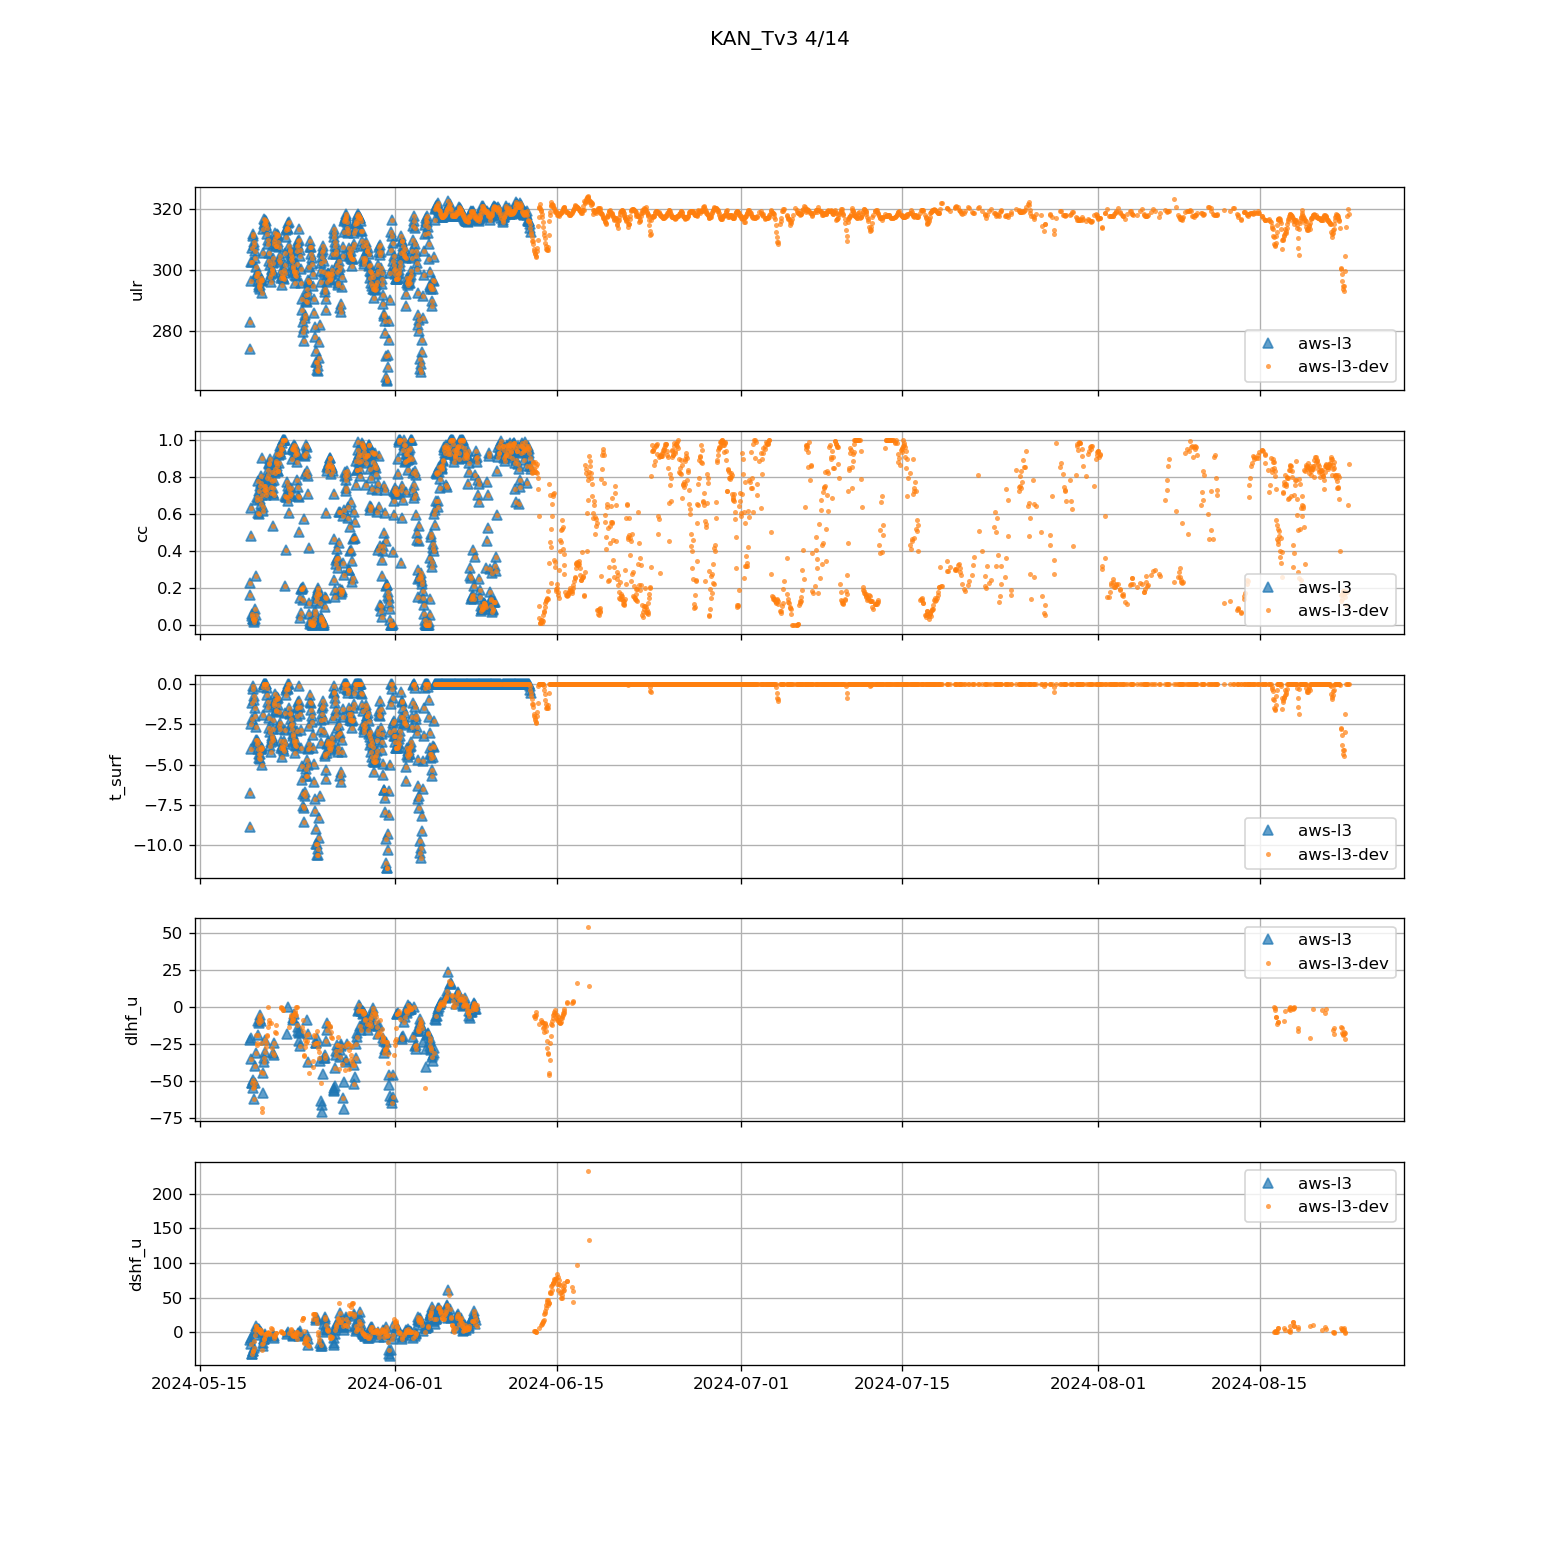 KAN_Tv3 4/14
320
300
280
ulr
aws-l3
aws-l3-dev
1.0
0.8
0.6
0.4
0.2
0.0
cc
aws-l3
aws-l3-dev
0.0
−2.5
−5.0
−7.5
−10.0
t_surf
aws-l3
aws-l3-dev
50
25
0
−25
−50
−75
dlhf_u
aws-l3
aws-l3-dev
200
150
100
50
0
dshf_u
aws-l3
aws-l3-dev
2024-05-15 2024-06-01 2024-06-15 2024-07-01 2024-07-15 2024-08-01 2024-08-15